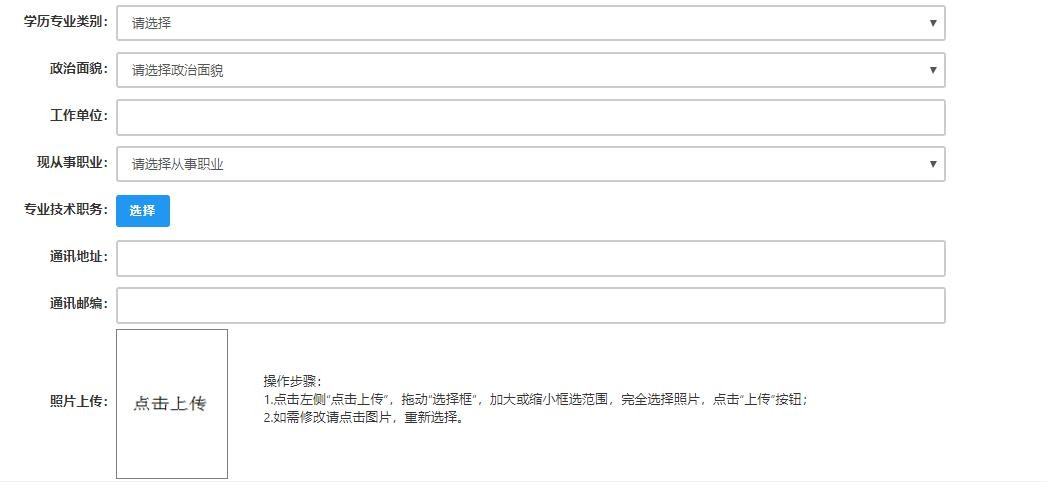 学历专业类别： 请选择
政治面貌： 请选择政治面貌
工作单位：
现从事职业： 请选择从事职业
专业技术职务： 选择
通讯地址：
通讯邮编：
照片上传： 点击上传
操作步骤；
1.点击左侧“点击上传”，拖动“选择框”，加大或缩小框选范围，完全选择照片，点击“上传”按钮；
2.如需修改请点击图片，重新选择。